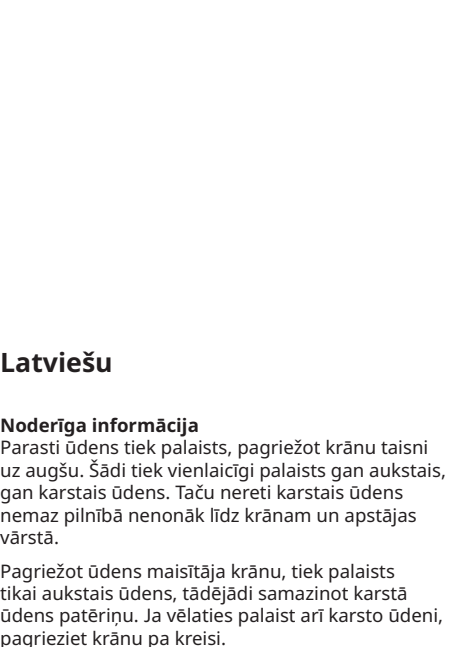 Latviešu
Noderīga informācija
Parasti ūdens tiek palaists, pagriežot krānu taisni
uz augšu. Šādi tiek vienlaicīgi palaists gan aukstais,
gan karstais ūdens. Taču nereti karstais ūdens
nemaz pilnībā nenonāk līdz krānam un apstājas
vārstā.
Pagriežot ūdens maisītāja krānu, tiek palaists
tikai aukstais ūdens, tādējādi samazinot karstā
ūdens patēriņu. Ja vēlaties palaist arī karsto ūdeni,
pagrieziet krānu pa kreisi.